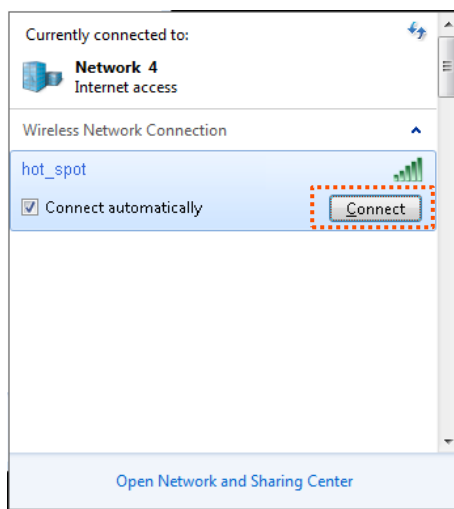 Currently connected to:
Network 4
Internet access
Wireless Network Connection
hot_spot
Connect automatically
Connect
Open Network and Sharing Center